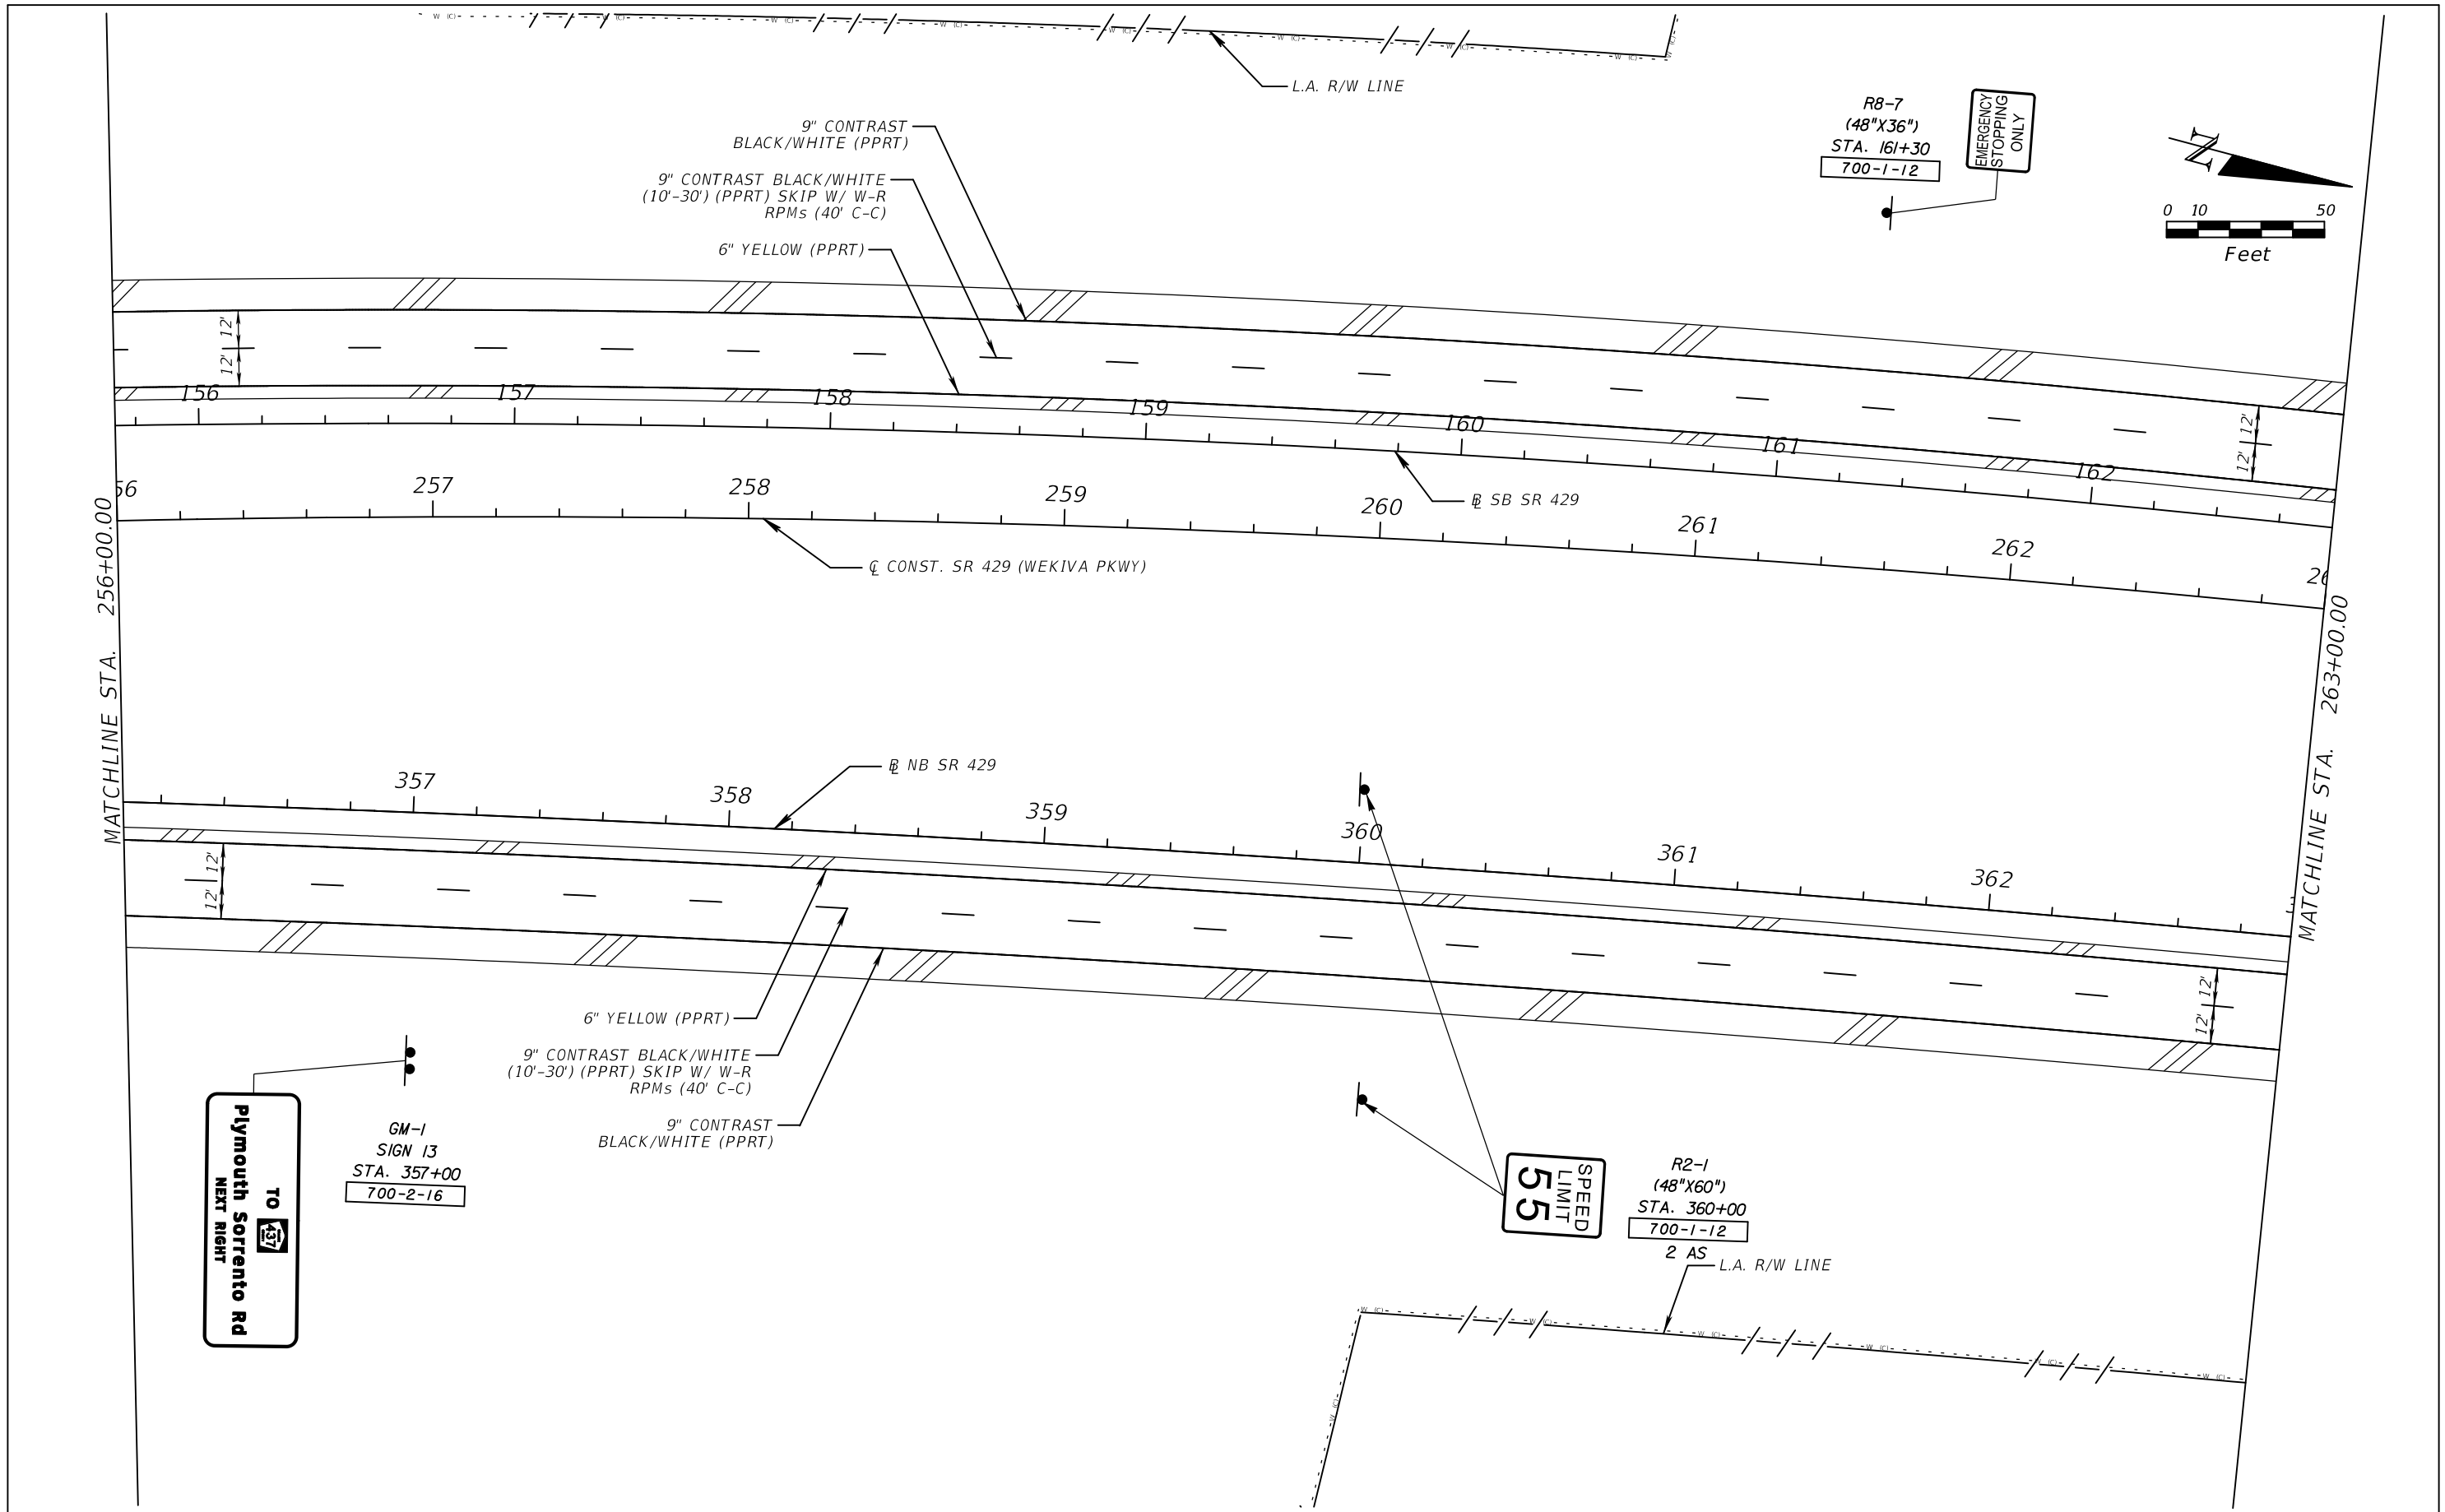 L.A. R/W LINE
9" CONTRAST
BLACK/WHITE (PPRT)
9" CONTRAST BLACK/WHITE
(10'-30') (PPRT) SKIP W/ W-R
RPMs (40' C-C)
6" YELLOW (PPRT)
R8-7
(48"X36")
STA. 161+30
700-1-12
EMERGENCY
STOPPING
ONLY
N
0 10 50
Feet
12'
12'
156 157 158 159 160 161 162
12'
12'
56 257 258 259 260 261 262 26
℄ CONST. SR 429 (WEKIVA PKWY)
BL SB SR 429
MATCHLINE STA. 256+00.00
MATCHLINE STA. 263+00.00
BL NB SR 429
357 358 359 360 361 362 3
12'
12'
12'
12'
6" YELLOW (PPRT)
9" CONTRAST BLACK/WHITE
(10'-30') (PPRT) SKIP W/ W-R
RPMs (40' C-C)
9" CONTRAST
BLACK/WHITE (PPRT)
TO 437
Plymouth Sorrento Rd
NEXT RIGHT
GM-1
SIGN 13
STA. 357+00
700-2-16
SPEED
LIMIT
55
R2-1
(48"X60")
STA. 360+00
700-1-12
2 AS
L.A. R/W LINE